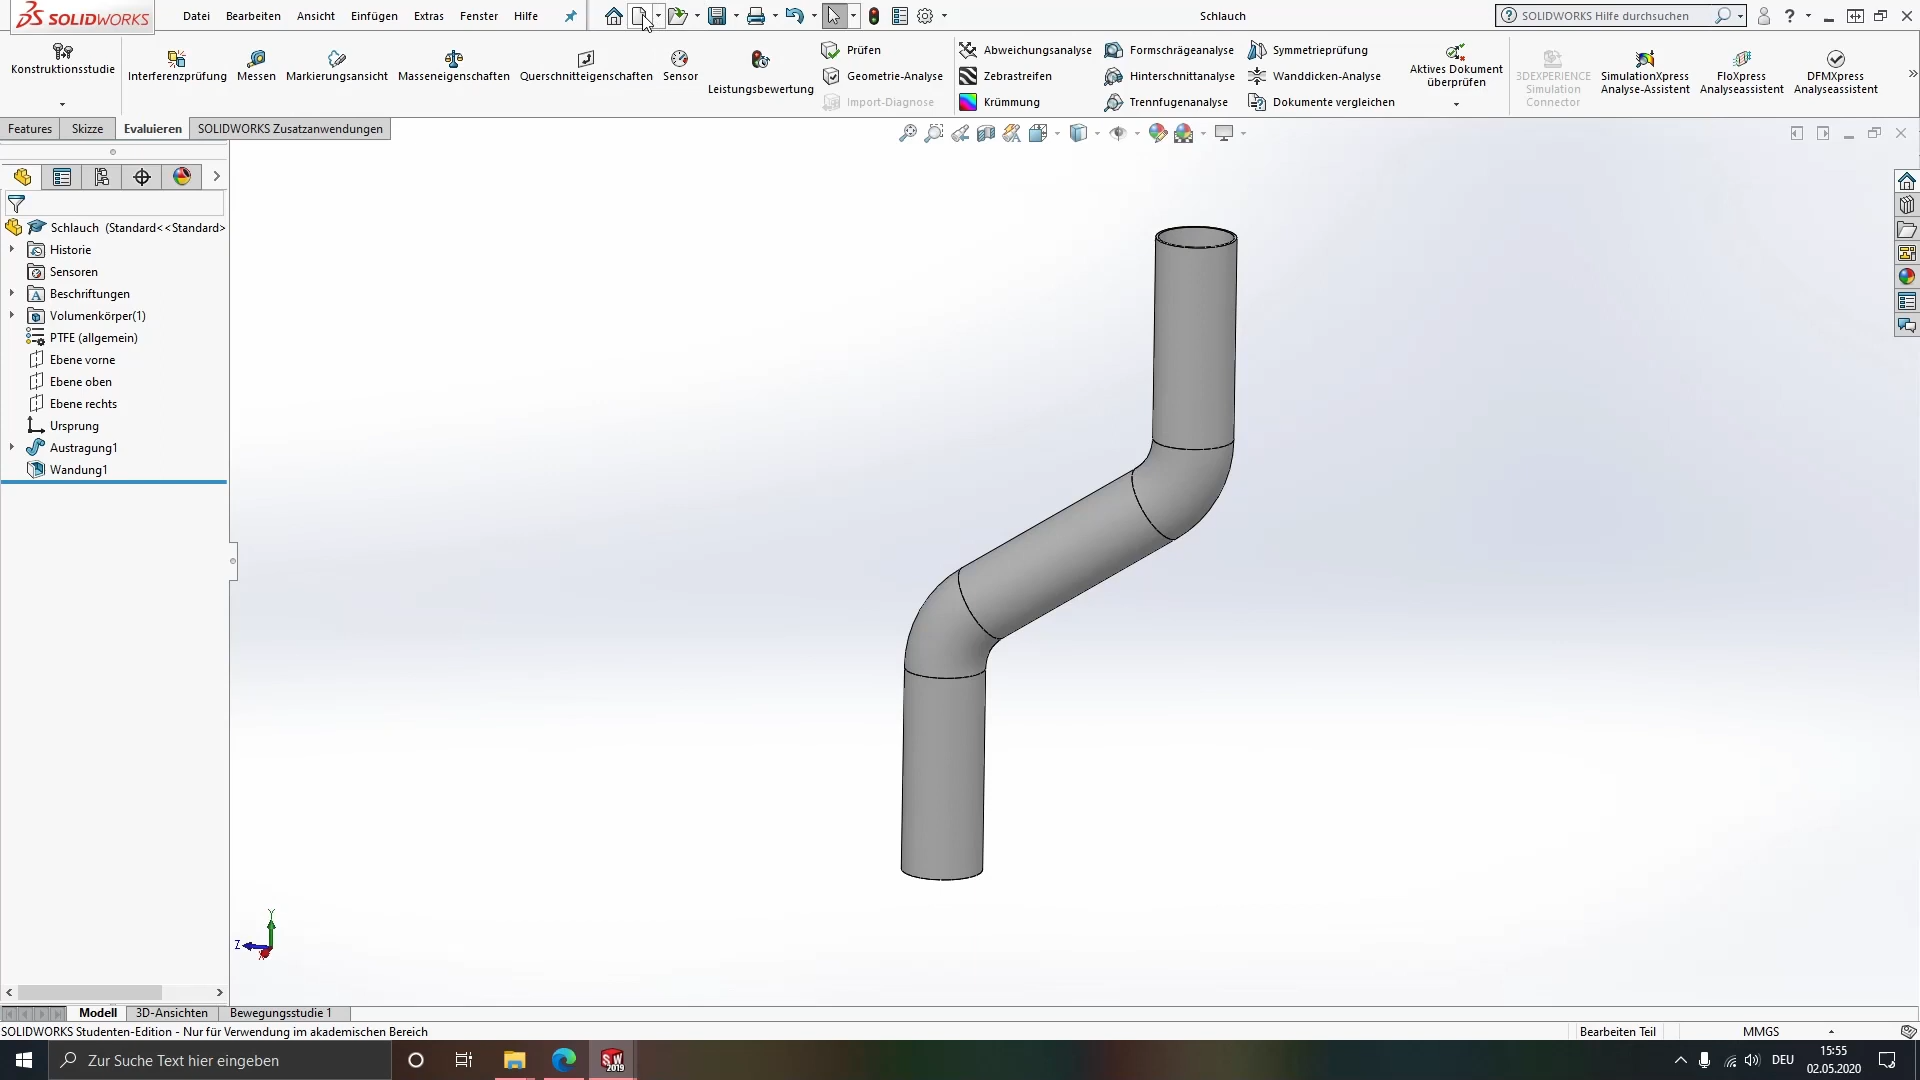 SOLIDWORKS
Datei Bearbeiten Ansicht Einfügen Extras Fenster Hilfe
Schlauch
SOLIDWORKS Hilfe durchsuchen
Konstruktionsstudie
Interferenzprüfung
Messen
Markierungsansicht
Masseneigenschaften
Querschnitteigenschaften
Sensor
Leistungsbewertung
Prüfen
Geometrie-Analyse
Import-Diagnose
Abweichungsanalyse
Zebrastreifen
Krümmung
Formschrägeanalyse
Hinterschnittanalyse
Trennfugenanalyse
Symmetrieprüfung
Wanddicken-Analyse
Dokumente vergleichen
Aktives Dokument
überprüfen
3DEXPERIENCE
Simulation
Connector
SimulationXpress
Analyse-Assistent
FloXpress
Analyseassistent
DFMXpress
Analyseassistent
Features Skizze Evaluieren SOLIDWORKS Zusatzanwendungen
Schlauch (Standard<<Standard>
Historie
Sensoren
Beschriftungen
Volumenkörper(1)
PTFE (allgemein)
Ebene vorne
Ebene oben
Ebene rechts
Ursprung
Austragung1
Wandung1
Y
Z
Modell 3D-Ansichten Bewegungsstudie 1
SOLIDWORKS Studenten-Edition - Nur für Verwendung im akademischen Bereich
Bearbeiten Teil
MMGS
Zur Suche Text hier eingeben
SW
2019
DEU
15:55
02.05.2020